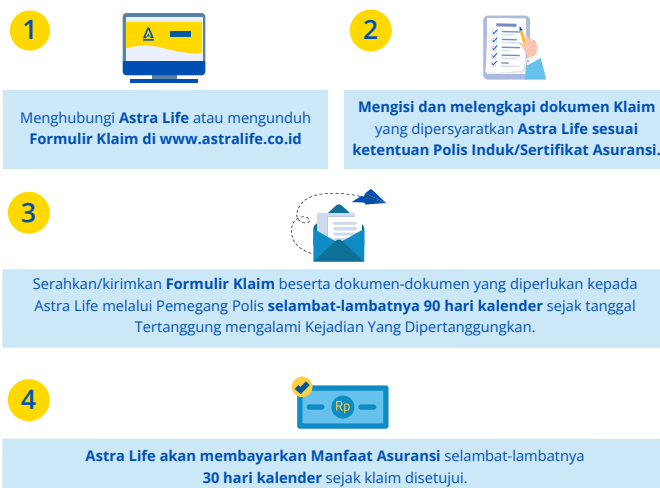 1
Menghubungi Astra Life atau mengunduh
Formulir Klaim di www.astralife.co.id
2
Mengisi dan melengkapi dokumen Klaim
yang dipersyaratkan Astra Life sesuai
ketentuan Polis Induk/Sertifikat Asuransi.
3
Serahkan/kirimkan Formulir Klaim beserta dokumen-dokumen yang diperlukan kepada
Astra Life melalui Pemegang Polis selambat-lambatnya 90 hari kalender sejak tanggal
Tertanggung mengalami Kejadian Yang Dipertanggungkan.
4
Rp
Astra Life akan membayarkan Manfaat Asuransi selambat-lambatnya
30 hari kalender sejak klaim disetujui.